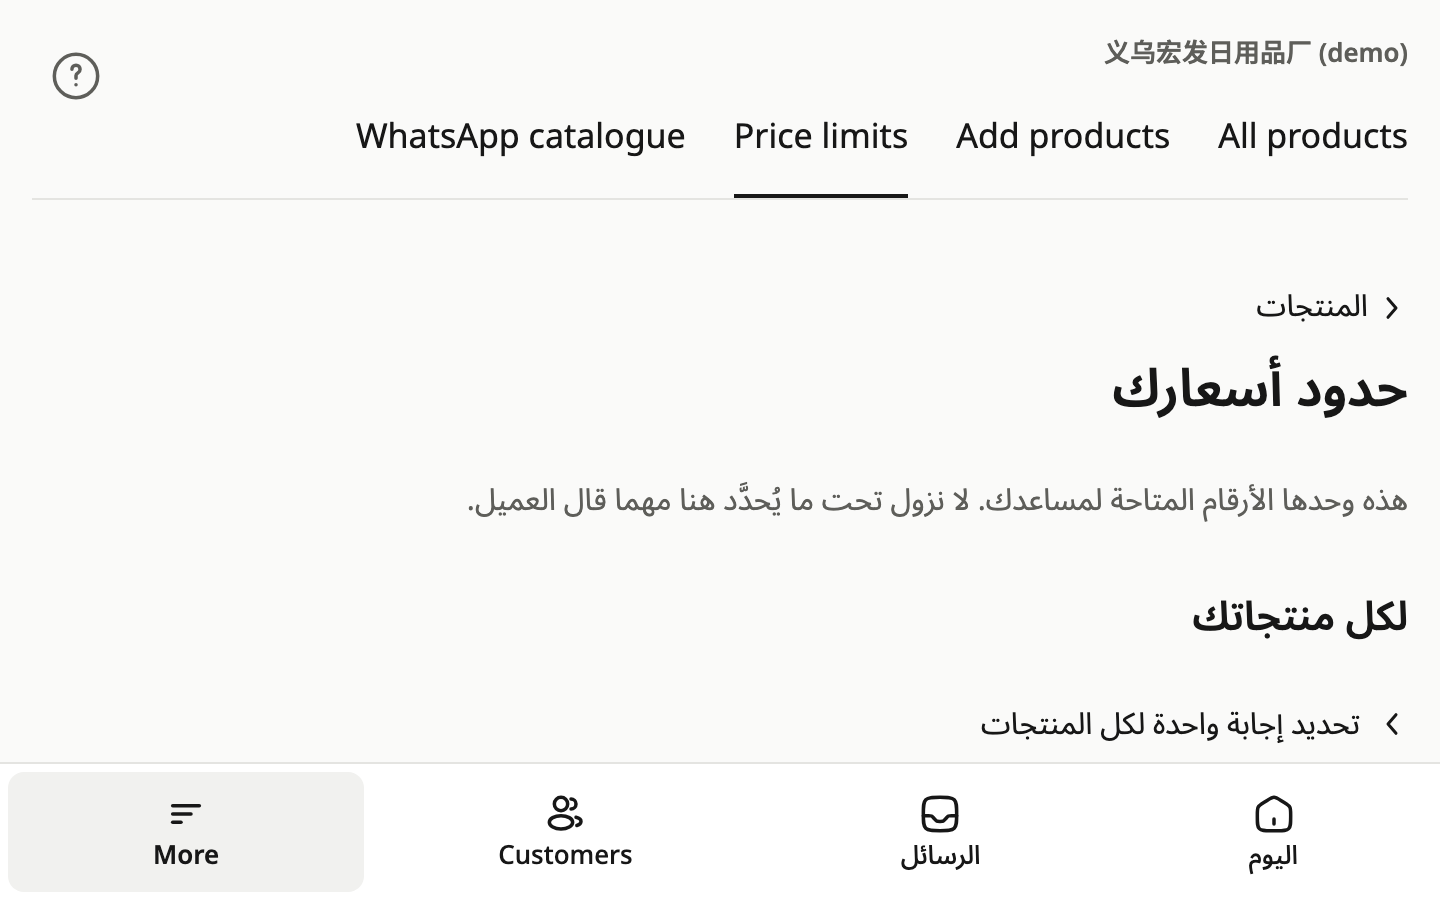 义乌宏发日用品厂 (demo)
All products
Add products
Price limits
WhatsApp catalogue
المنتجات
حدود أسعارك
هذه وحدها الأرقام المتاحة لمساعدك. لا نزول تحت ما يُحدَّد هنا مهما قال العميل.
لكل منتجاتك
تحديد إجابة واحدة لكل المنتجات
اليوم
الرسائل
Customers
More